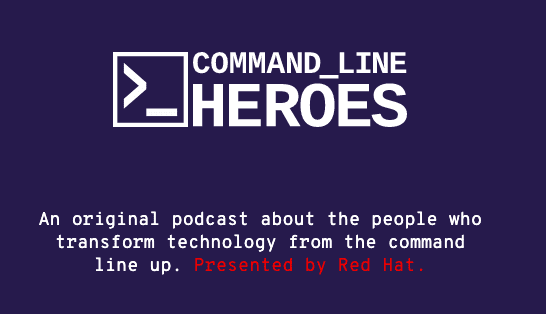 >_
COMMAND_LINE
HEROES
An original podcast about the people who
transform technology from the command
line up. Presented by Red Hat.